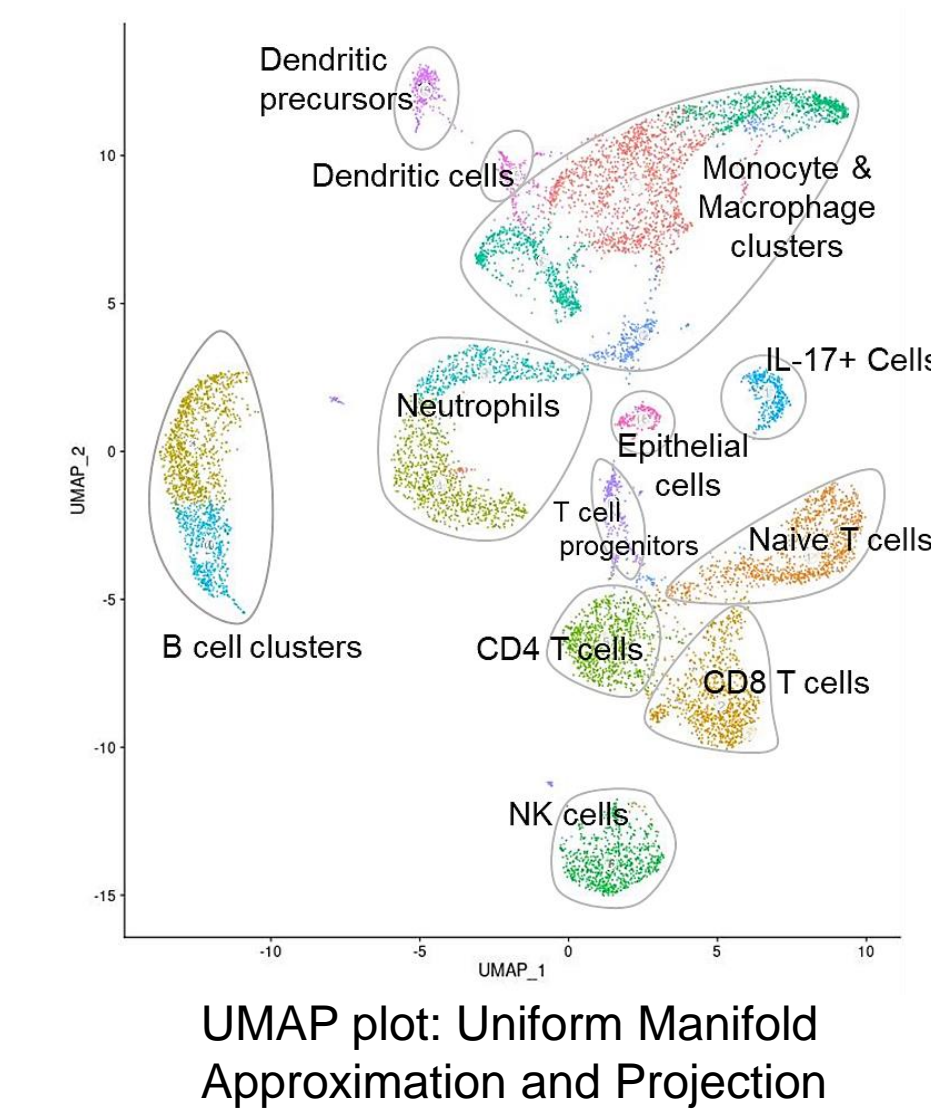 Dendritic
precursors
Dendritic cells
Monocyte &
Macrophage
clusters
10
5
IL-17+ Cells
Neutrophils
0
Epithelial
cells
UMAP_2
T cell
progenitors
Naive T cells
-5
B cell clusters
CD4 T cells
CD8 T cells
-10
NK cells
-15
-10
-5
0
5
10
UMAP_1
UMAP plot: Uniform Manifold
Approximation and Projection